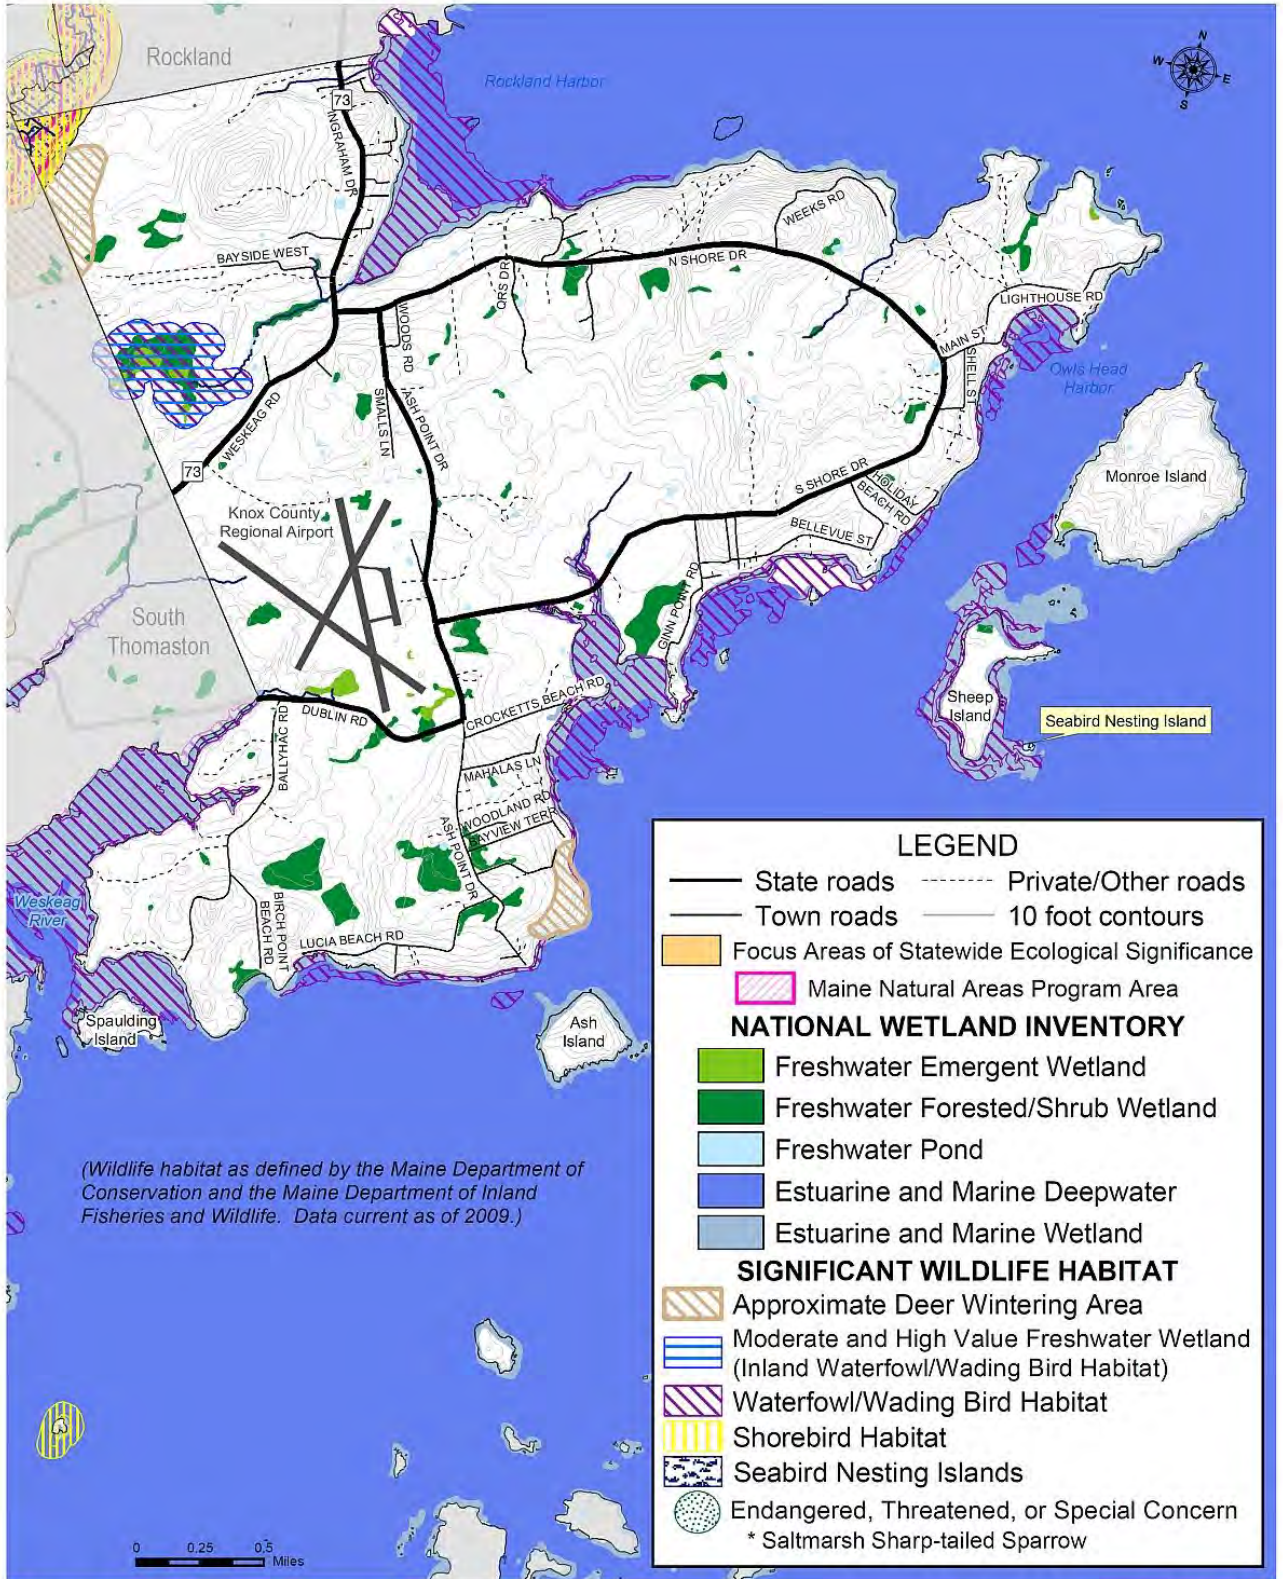 Rockland
Rockland Harbor
N
W
E
S
73
INGRAHAM DR
WEEKS RD
BAYSIDE WEST
N SHORE DR
QRS DR
LIGHTHOUSE RD
WOODS RD
MAIN ST
SHELL ST
Owls Head
Harbor
SMALLS LN
ASH POINT DR
WESKEAG RD
73
S SHORE DR
HOLIDAY
BEACH RD
Monroe Island
Knox County
Regional Airport
BELLEVUE ST
GINN POINT RD
South
Thomaston
CROCKETTS BEACH RD
Sheep
Island
Seabird Nesting Island
DUBLIN RD
BALLYHAC RD
MAHALAS LN
WOODLAND RD
BAYVIEW TERR
ASH POINT DR
Weskeag
River
BIRCH POINT
BEACH RD
LUCIA BEACH RD
Spaulding
Island
Ash
Island
LEGEND
State roads
Private/Other roads
Town roads
10 foot contours
Focus Areas of Statewide Ecological Significance
Maine Natural Areas Program Area
NATIONAL WETLAND INVENTORY
Freshwater Emergent Wetland
Freshwater Forested/Shrub Wetland
Freshwater Pond
Estuarine and Marine Deepwater
Estuarine and Marine Wetland
SIGNIFICANT WILDLIFE HABITAT
Approximate Deer Wintering Area
Moderate and High Value Freshwater Wetland
(Inland Waterfowl/Wading Bird Habitat)
Waterfowl/Wading Bird Habitat
Shorebird Habitat
Seabird Nesting Islands
Endangered, Threatened, or Special Concern
* Saltmarsh Sharp-tailed Sparrow
(Wildlife habitat as defined by the Maine Department of
Conservation and the Maine Department of Inland
Fisheries and Wildlife. Data current as of 2009.)
0 0.25 0.5
Miles